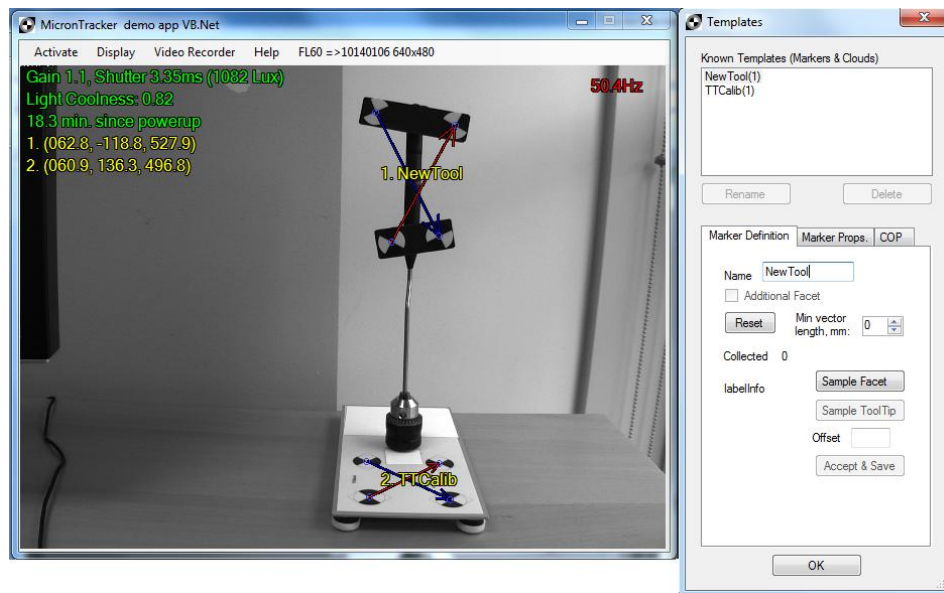 MicronTracker demo app VB.Net
Activate Display Video Recorder Help FL60 =>10140106 640x480
Gain 1.1, Shutter 3.35ms (1082 Lux)
50.4Hz
Light Coolness: 0.82
18.3 min. since powerup
1. (062.8, -118.8, 527.9)
2. (060.9, 136.3, 496.8)
1. NewTool
2. TTCalib
Templates
Known Templates (Markers & Clouds)
NewTool(1)
TTCalib(1)
Rename Delete
Marker Definition Marker Props. COP
Name NewTool
Additional Facet
Reset
Min vector
length, mm: 0
Collected 0
labelInfo
Sample Facet
Sample ToolTip
Offset
Accept & Save
OK